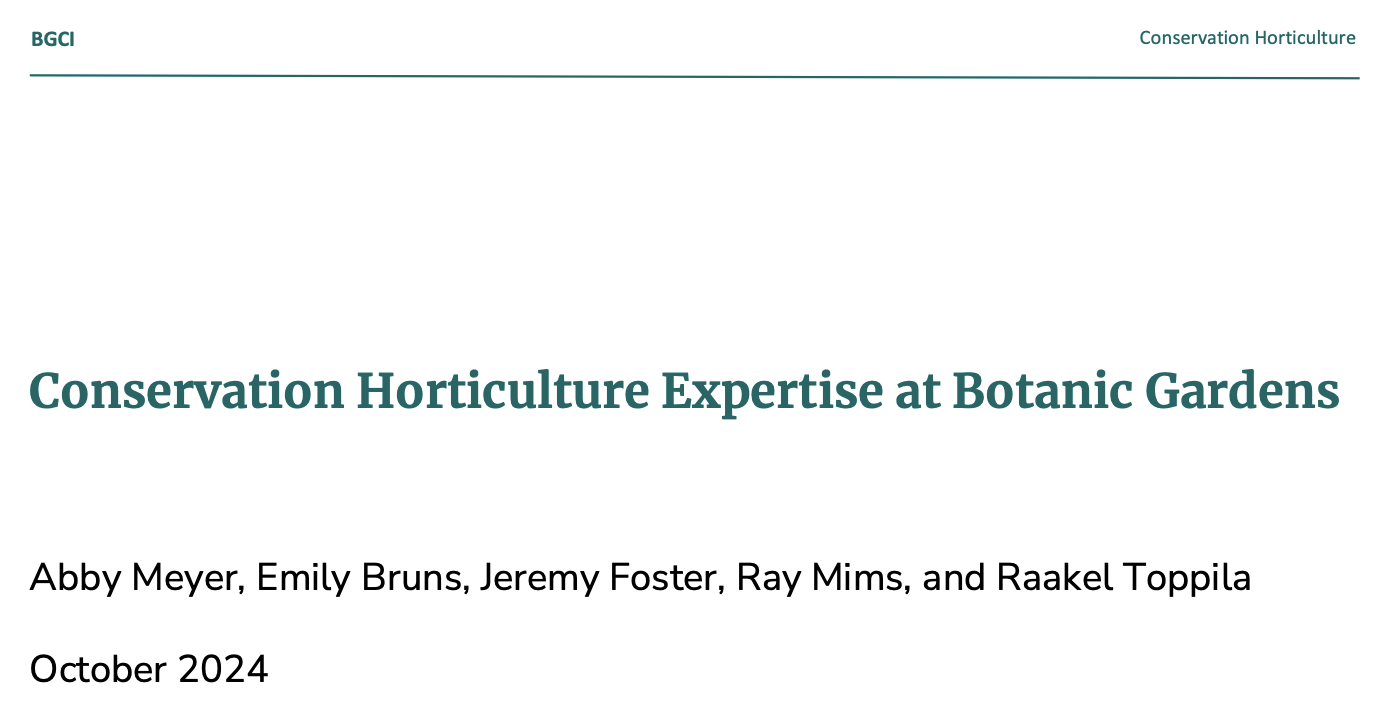 BGCI
Conservation Horticulture
Conservation Horticulture Expertise at Botanic Gardens
Abby Meyer, Emily Bruns, Jeremy Foster, Ray Mims, and Raakel Toppila
October 2024